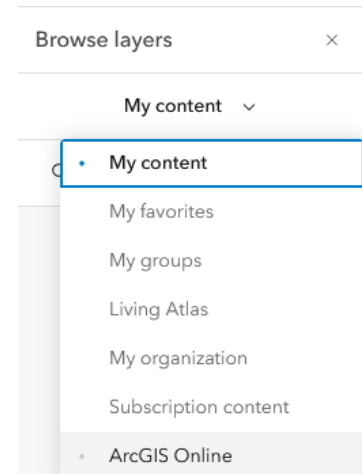 Browse layers
My content
My content
My favorites
My groups
Living Atlas
My organization
Subscription content
ArcGIS Online